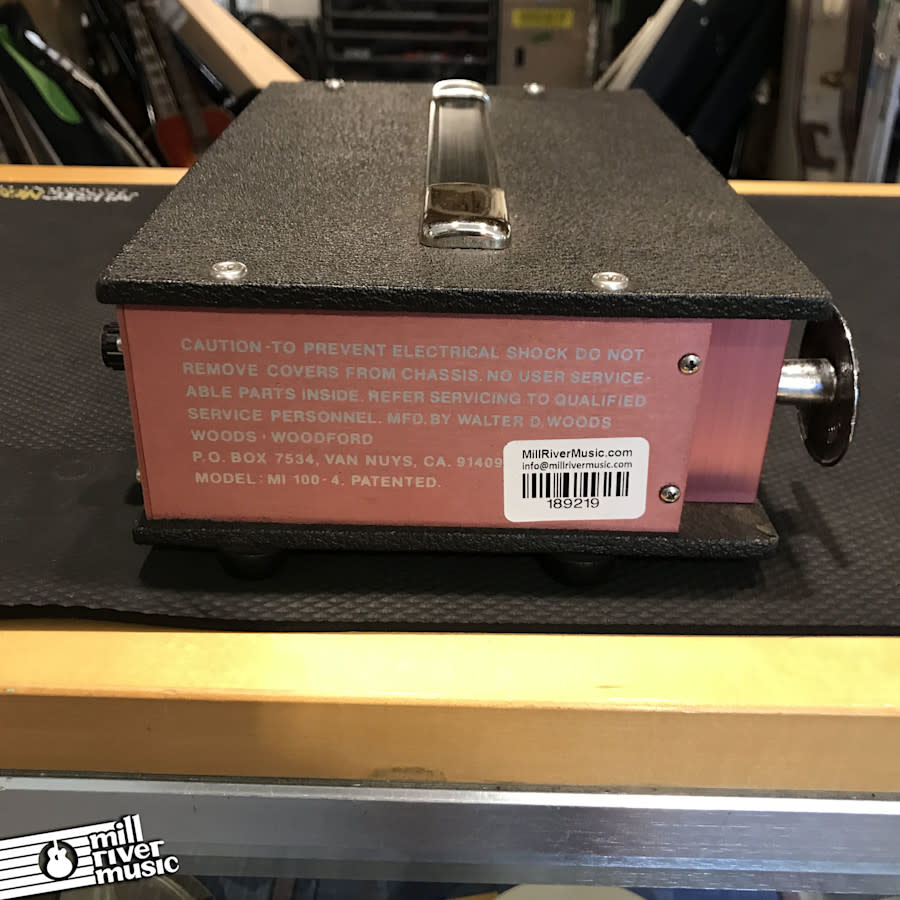 CAUTION-TO PREVENT ELECTRICAL SHOCK DO NOT
REMOVE COVERS FROM CHASSIS. NO USER SERVICE-
ABLE PARTS INSIDE. REFER SERVICING TO QUALIFIED
SERVICE PERSONNEL. MFD. BY WALTER D. WOODS
WOODS · WOODFORD
P.O. BOX 7534, VAN NUYS, CA. 91409
MODEL: MI 100-4. PATENTED.
MillRiverMusic.com
info@millrivermusic.com
189219
mill
river
music